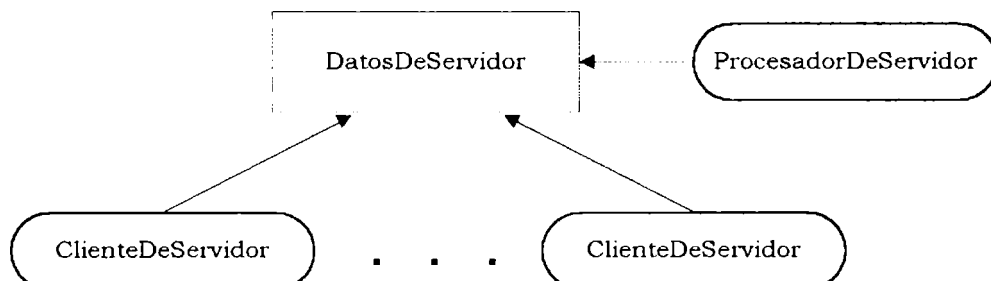 DatosDeServidor
ProcesadorDeServidor
ClienteDeServidor
. . .
ClienteDeServidor